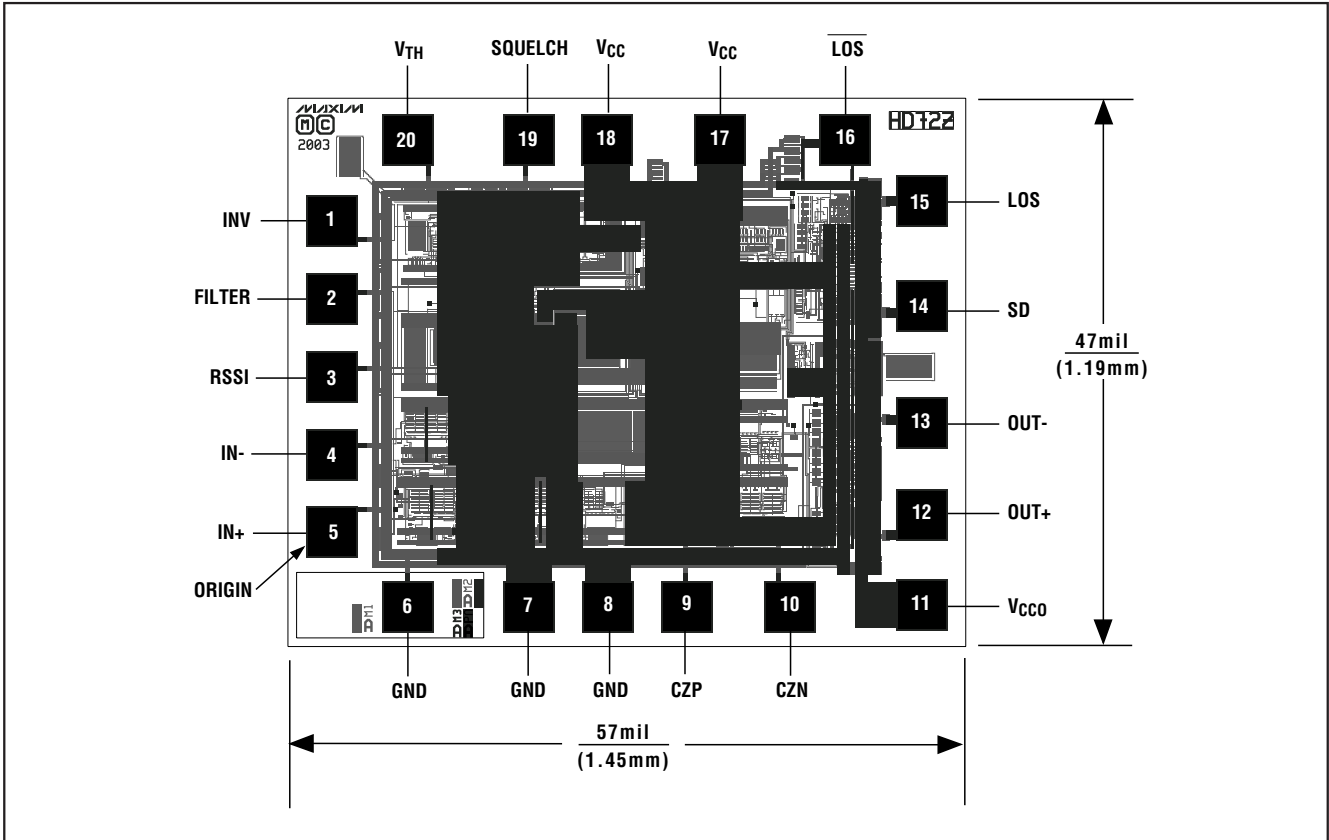 VTH SQUELCH VCC VCC L̅O̅S̅
MAXIM
M C
2003
HD72Z
20 19 18 17 16
INV 1
FILTER 2
RSSI 3
IN- 4
IN+ 5
ORIGIN
15 LOS
14 SD
13 OUT-
12 OUT+
11 VCCO
47mil
(1.19mm)
M1
M2
M3
6 7 8 9 10
GND GND GND CZP CZN
57mil
(1.45mm)